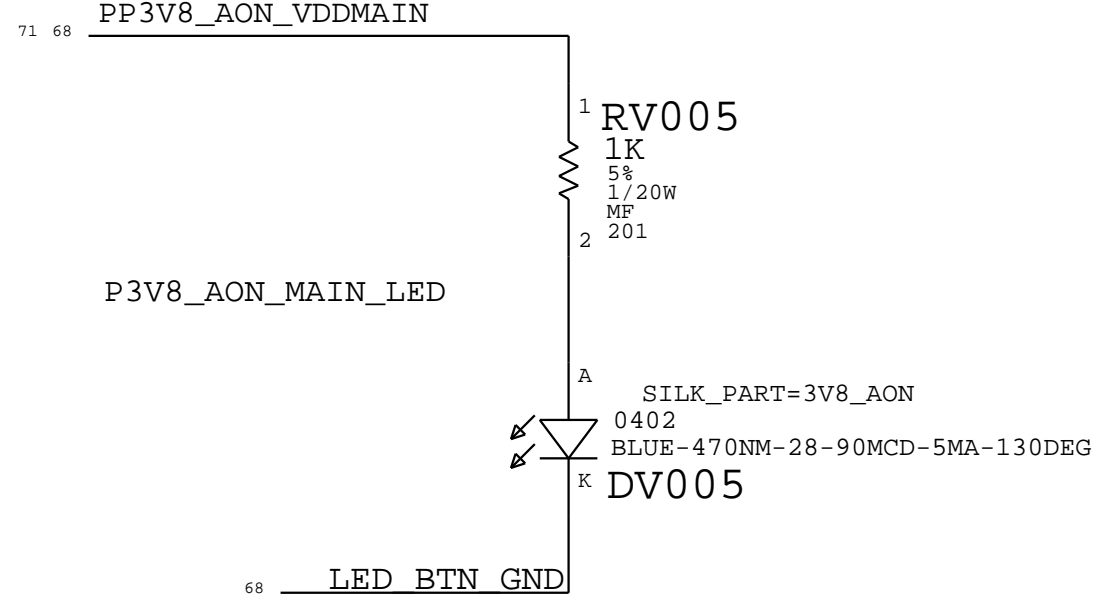 PP3V8_AON_VDDMAIN
71 68
1
RV005
1K
5%
1/20W
MF
201
2
P3V8_AON_MAIN_LED
A
SILK_PART=3V8_AON
0402
BLUE-470NM-28-90MCD-5MA-130DEG
K
DV005
LED_BTN_GND
68